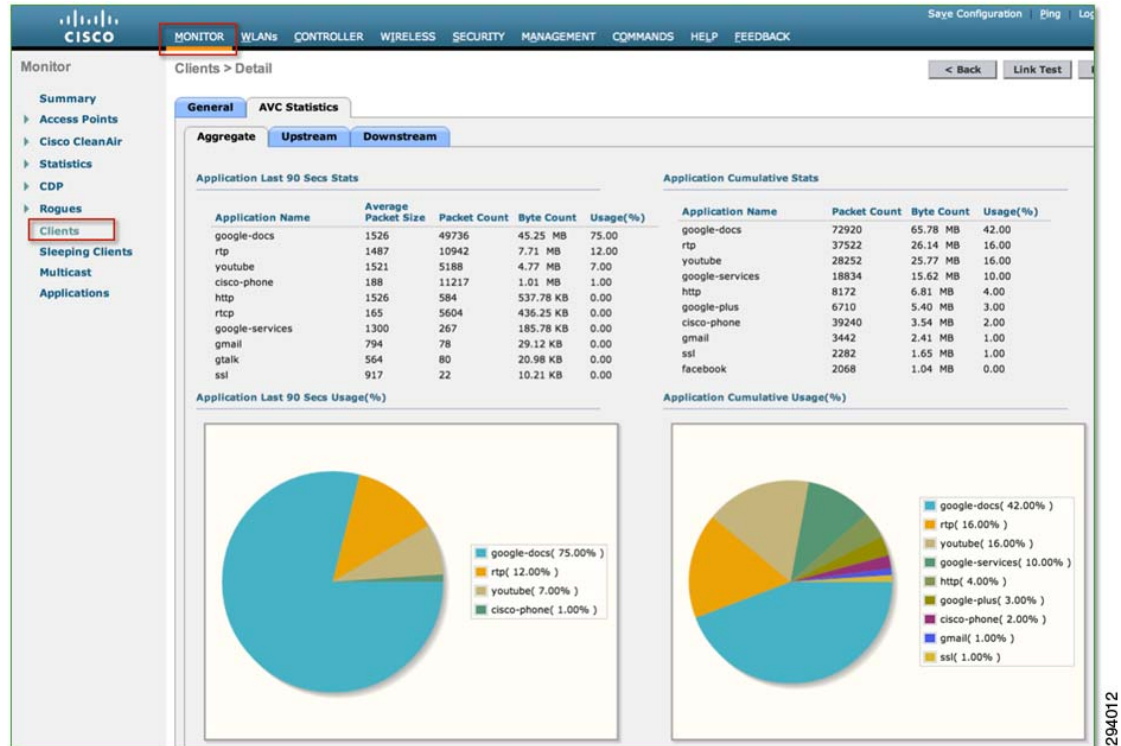 CISCO
MONITOR WLANs CONTROLLER WIRELESS SECURITY MANAGEMENT COMMANDS HELP FEEDBACK
Save Configuration Ping
Monitor
Summary
Access Points
Cisco CleanAir
Statistics
CDP
Rogues
Clients
Sleeping Clients
Multicast
Applications
Clients > Detail
< Back Link Test
General AVC Statistics
Aggregate Upstream Downstream
Application Last 90 Secs Stats
Application Name Average Packet Size Packet Count Byte Count Usage(%)
google-docs 1526 49736 45.25 MB 75.00
rtp 1487 10942 7.71 MB 12.00
youtube 1521 5188 4.77 MB 7.00
cisco-phone 188 11217 1.01 MB 1.00
http 1526 584 537.78 KB 0.00
rtcp 165 5604 436.25 KB 0.00
google-services 1300 267 185.78 KB 0.00
gmail 794 78 29.12 KB 0.00
gtalk 564 80 20.98 KB 0.00
ssl 917 22 10.21 KB 0.00
Application Cumulative Stats
Application Name Packet Count Byte Count Usage(%)
google-docs 72920 65.78 MB 42.00
rtp 37522 26.14 MB 16.00
youtube 28252 25.77 MB 16.00
google-services 18834 15.62 MB 10.00
http 8172 6.81 MB 4.00
google-plus 6710 5.40 MB 3.00
cisco-phone 39240 3.54 MB 2.00
gmail 3442 2.41 MB 1.00
ssl 2282 1.65 MB 1.00
facebook 2068 1.04 MB 0.00
Application Last 90 Secs Usage(%)
google-docs( 75.00% )
rtp( 12.00% )
youtube( 7.00% )
cisco-phone( 1.00% )
Application Cumulative Usage(%)
google-docs( 42.00% )
rtp( 16.00% )
youtube( 16.00% )
google-services( 10.00% )
http( 4.00% )
google-plus( 3.00% )
cisco-phone( 2.00% )
gmail( 1.00% )
ssl( 1.00% )
294012